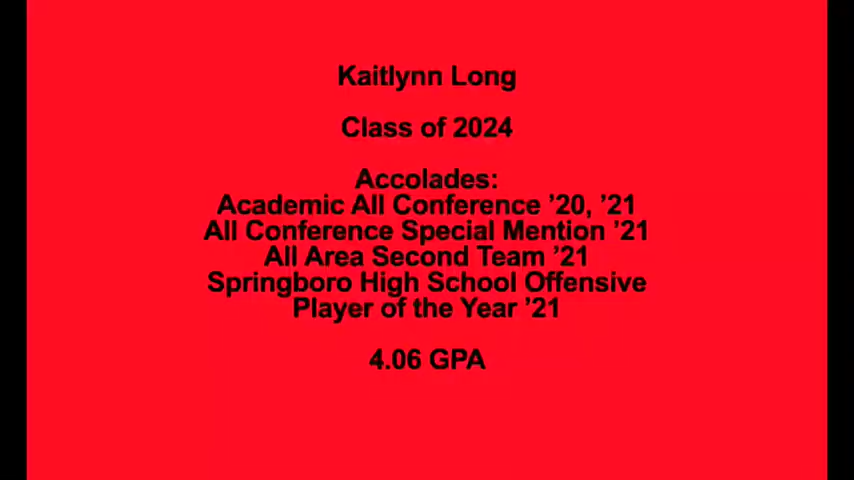 Kaitlynn Long
Class of 2024
Accolades:
Academic All Conference ’20, ’21
All Conference Special Mention ’21
All Area Second Team ’21
Springboro High School Offensive
Player of the Year ’21
4.06 GPA